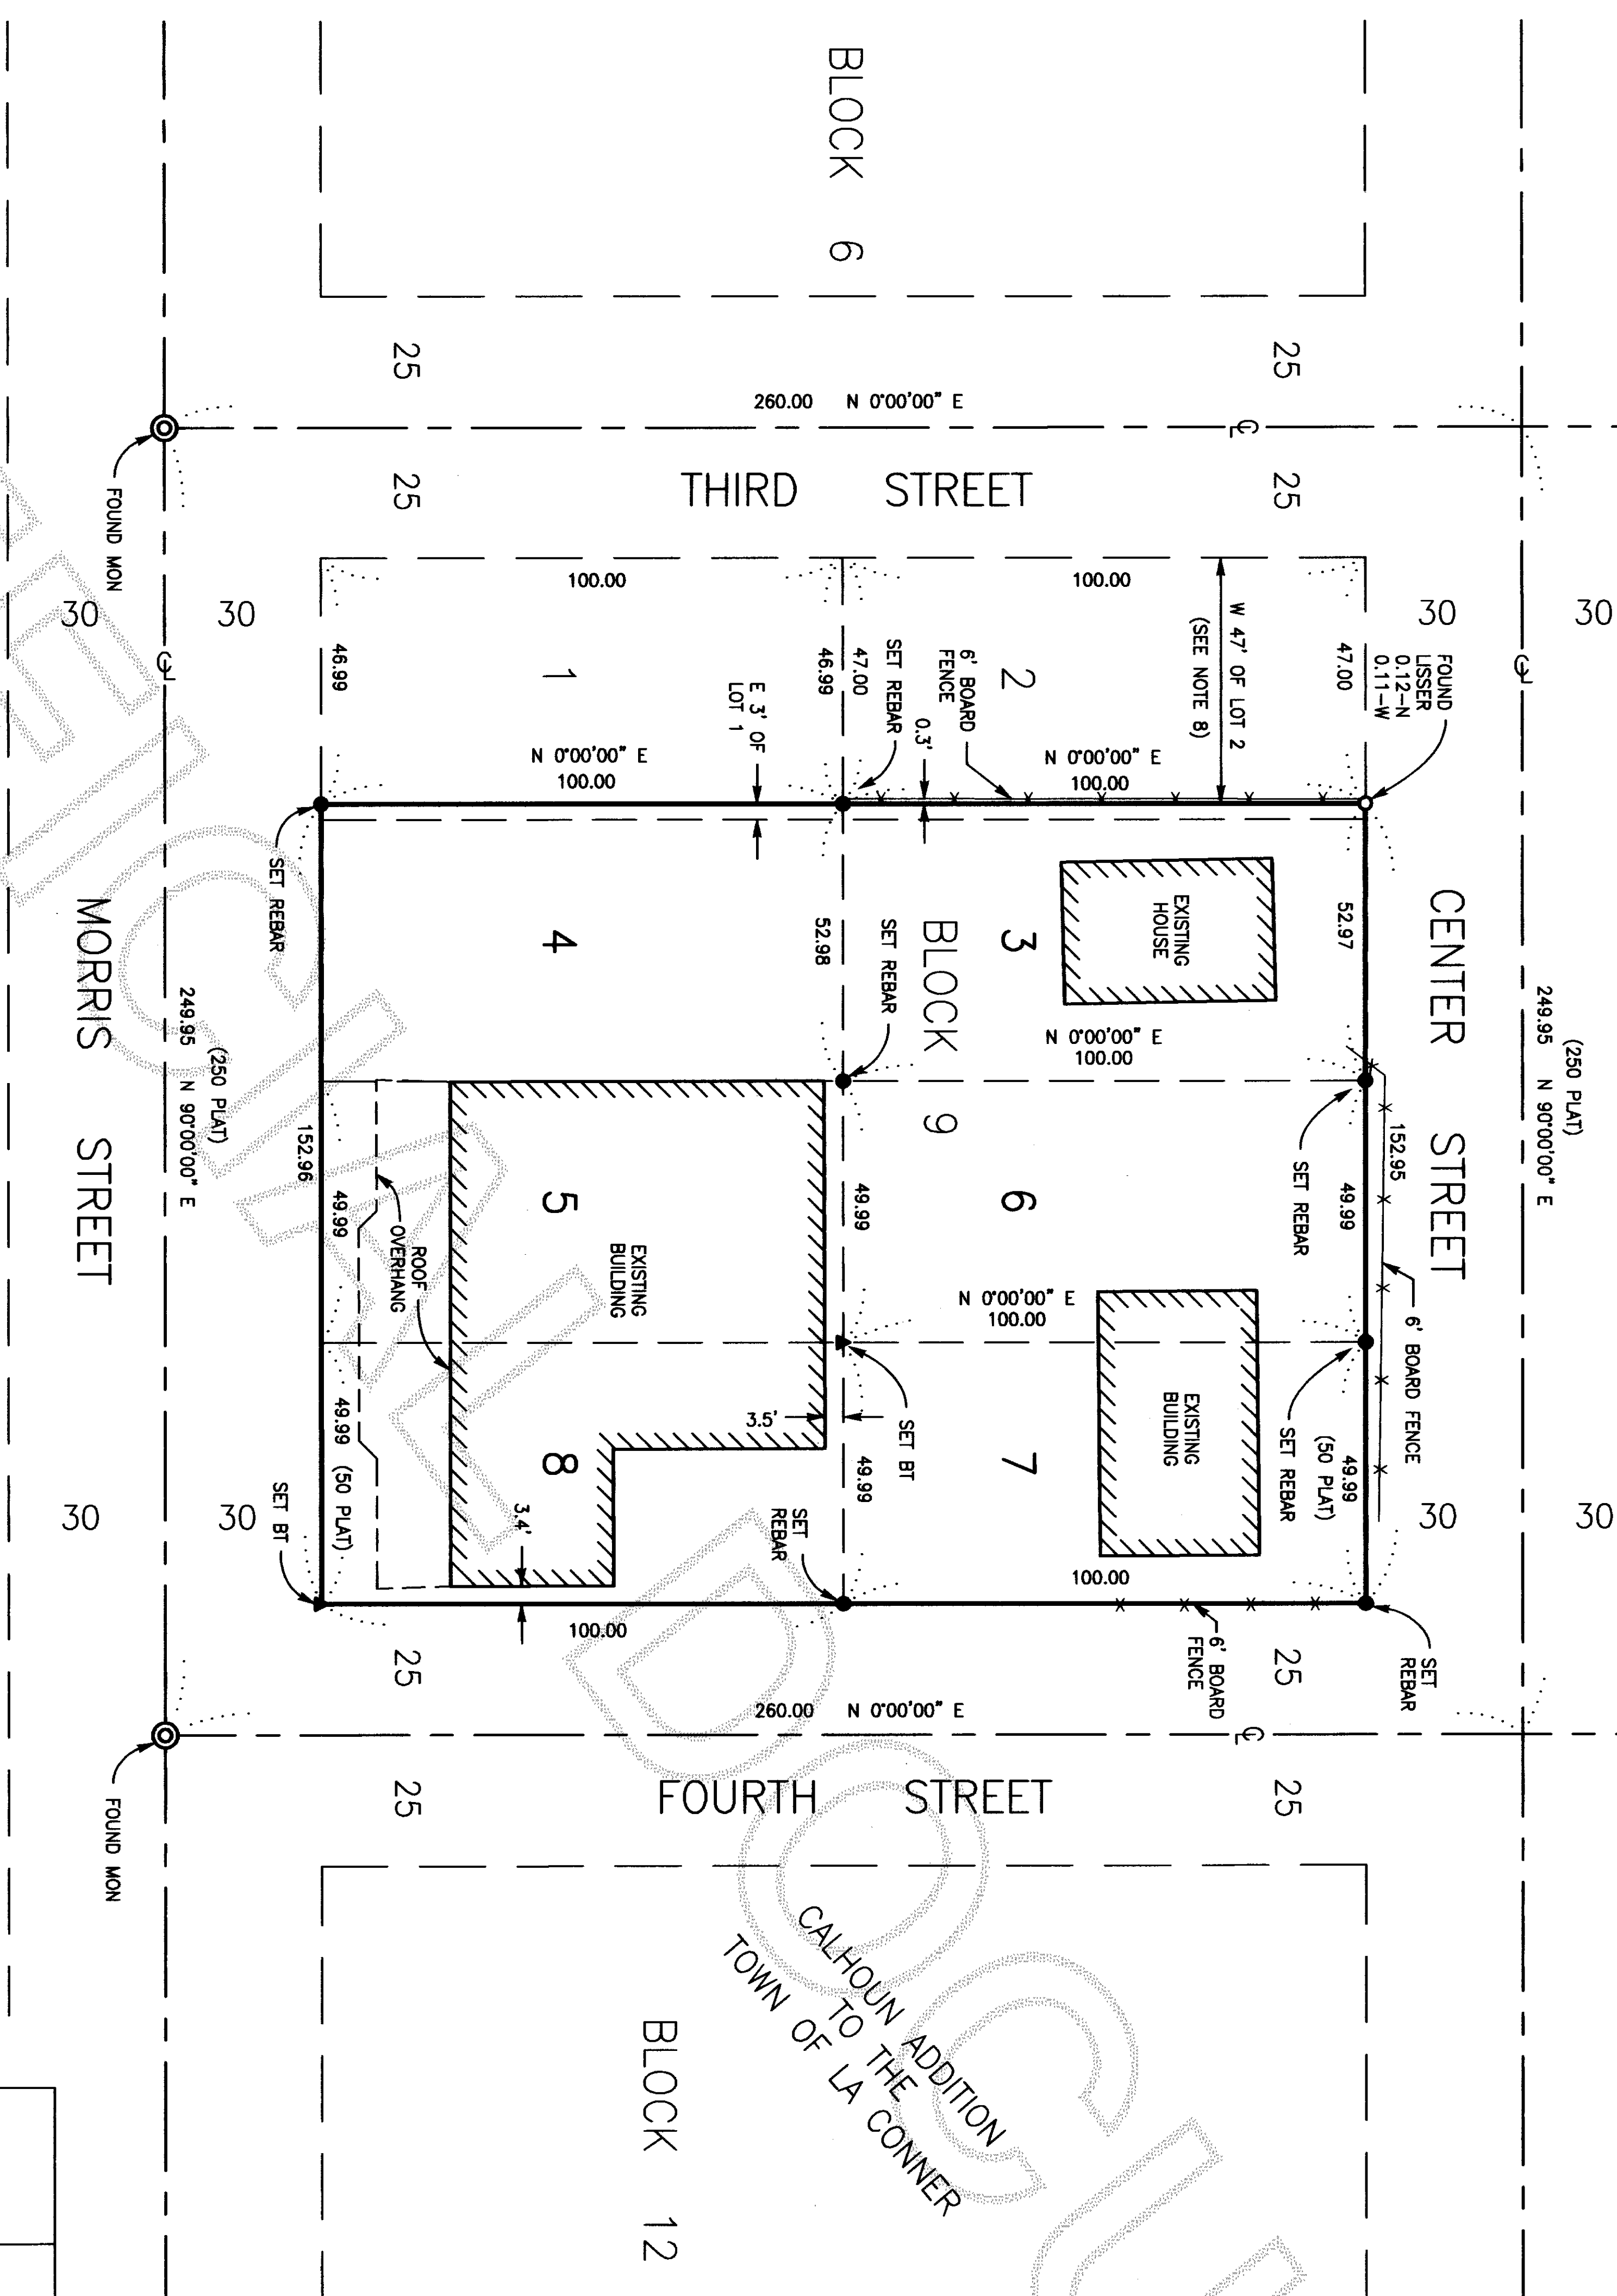 BLOCK 6
25
25
260.00 N 0°00'00" E
℄
THIRD STREET
25
25
FOUND MON
30
30
℄
30
30
℄
100.00
100.00
W 47' OF LOT 2
(SEE NOTE 8)
FOUND
LISSER
0.12-N
0.11-W
47.00
46.99
47.00
46.99
1
2
SET REBAR
6' BOARD
FENCE
0.3'
E 3' OF
LOT 1
N 0°00'00" E
100.00
N 0°00'00" E
100.00
SET REBAR
CENTER STREET
249.95 N 90°00'00" E
(250 PLAT)
EXISTING
HOUSE
52.97
3
BLOCK 9
SET REBAR
52.98
4
N 0°00'00" E
100.00
SET REBAR
152.95
49.99
6' BOARD FENCE
6
49.99
5
EXISTING
BUILDING
ROOF
OVERHANG
152.96
49.99
MORRIS STREET
249.95 N 90°00'00" E
(250 PLAT)
N 0°00'00" E
100.00
SET REBAR
49.99
(50 PLAT)
EXISTING
BUILDING
7
SET BT
3.5'
49.99
8
3.4'
49.99 (50 PLAT)
SET
REBAR
SET BT
30
30
30
30
100.00
100.00
6' BOARD
FENCE
SET
REBAR
25
25
260.00 N 0°00'00" E
℄
FOURTH STREET
25
25
FOUND MON
CALHOUN ADDITION
TO THE
TOWN OF LA CONNER
BLOCK 12